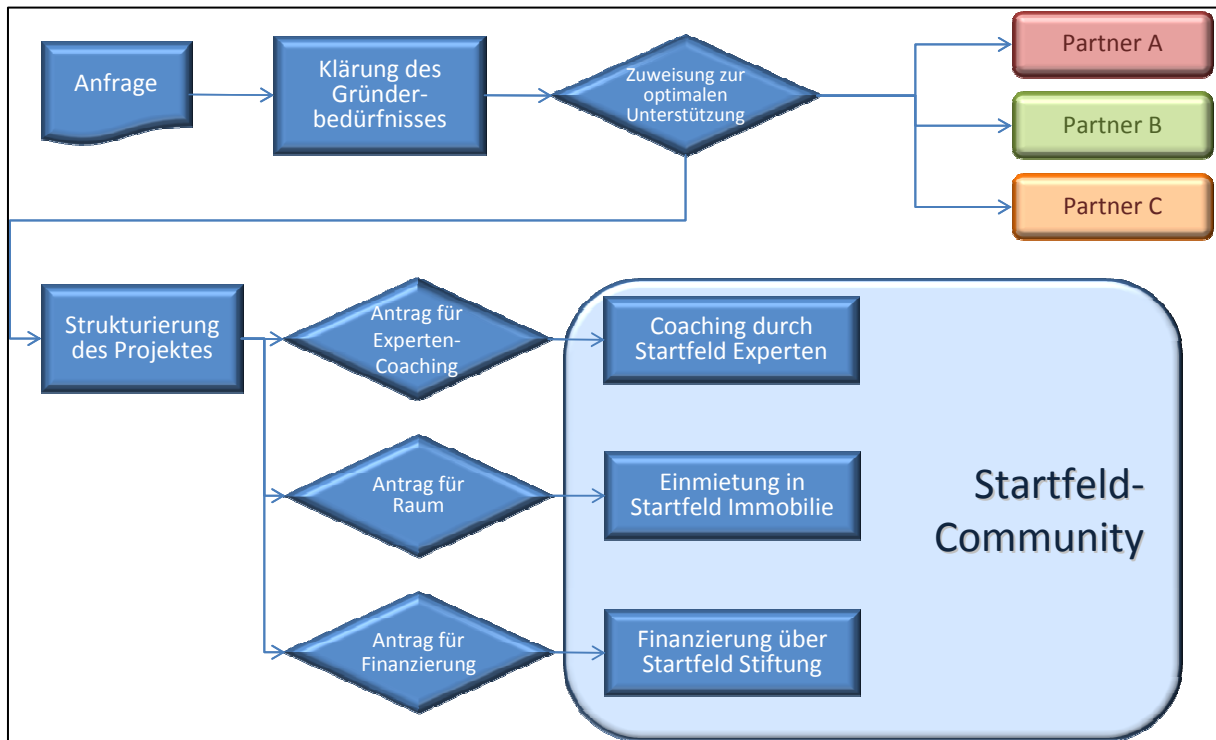 Anfrage
Klärung des
Gründer-
bedürfnisses
Zuweisung zur
optimalen
Unterstützung
Partner A
Partner B
Partner C
Strukturierung
des Projektes
Antrag für
Experten-
Coaching
Coaching durch
Startfeld Experten
Antrag für
Raum
Einmietung in
Startfeld Immobilie
Antrag für
Finanzierung
Finanzierung über
Startfeld Stiftung
Startfeld-
Community